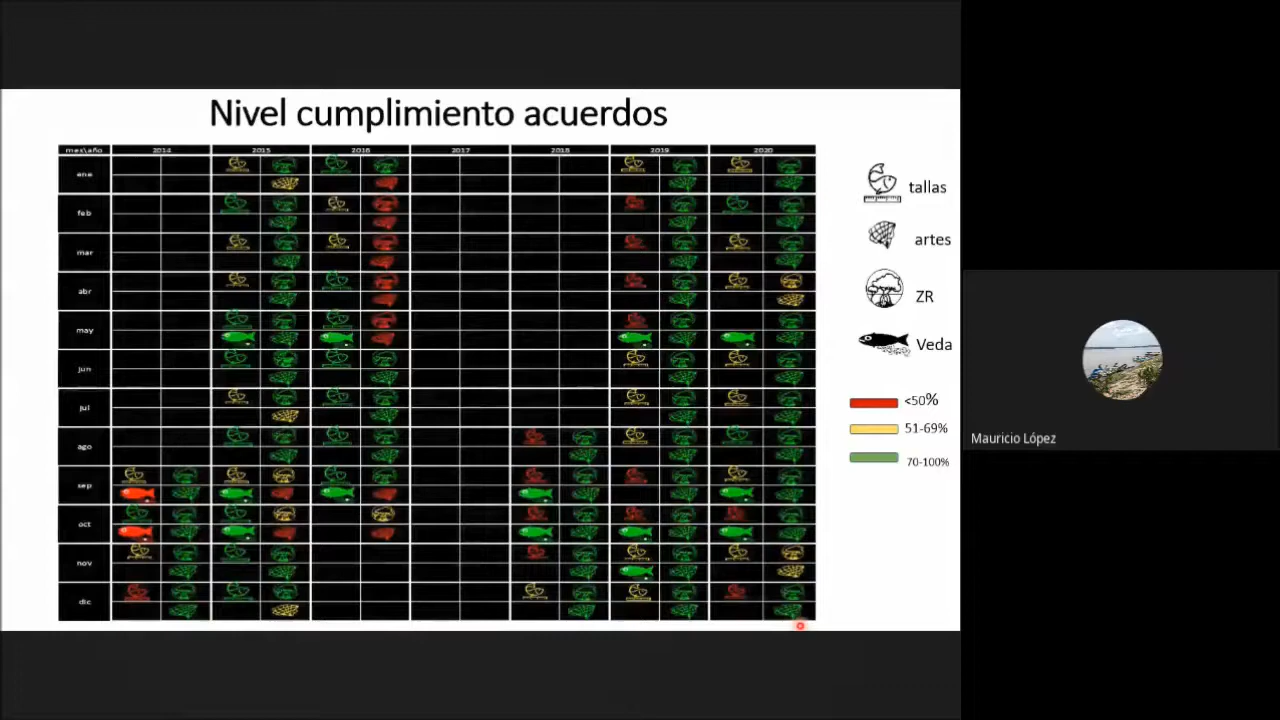 Nivel cumplimiento acuerdos
mes\año 2014 2015 2016 2017 2018 2019 2020
ene
feb
mar
abr
may
jun
jul
ago
sep
oct
nov
dic
tallas
artes
ZR
Veda
<50%
51-69%
70-100%
Mauricio López